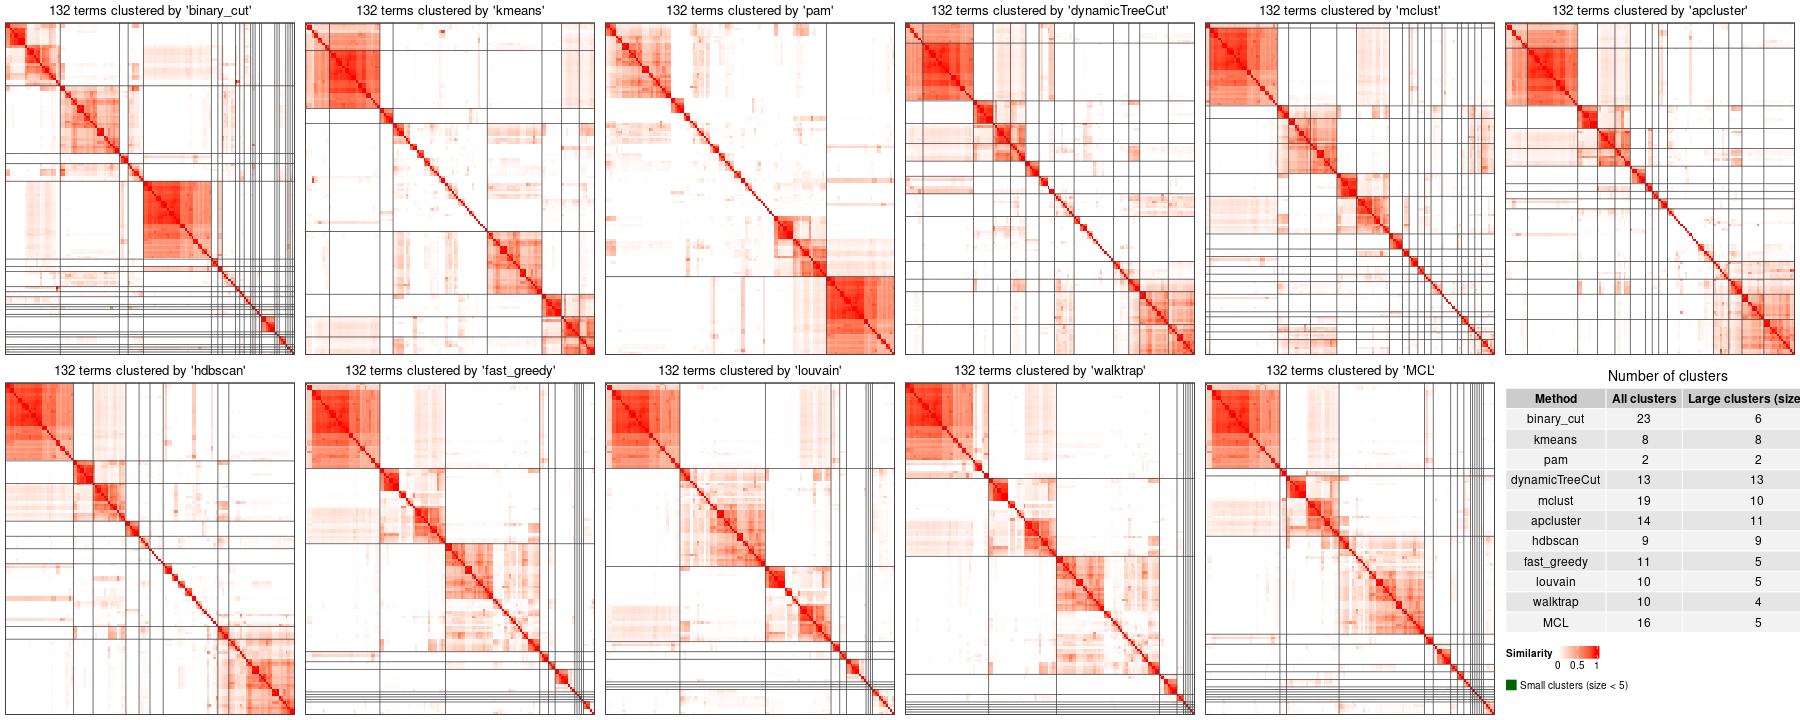 132 terms clustered by 'binary_cut'
132 terms clustered by 'kmeans'
132 terms clustered by 'pam'
132 terms clustered by 'dynamicTreeCut'
132 terms clustered by 'mclust'
132 terms clustered by 'apcluster'
132 terms clustered by 'hdbscan'
132 terms clustered by 'fast_greedy'
132 terms clustered by 'louvain'
132 terms clustered by 'walktrap'
132 terms clustered by 'MCL'
Number of clusters
Method All clusters Large clusters (size
binary_cut 23 6
kmeans 8 8
pam 2 2
dynamicTreeCut 13 13
mclust 19 10
apcluster 14 11
hdbscan 9 9
fast_greedy 11 5
louvain 10 5
walktrap 10 4
MCL 16 5
Similarity
0 0.5 1
Small clusters (size < 5)